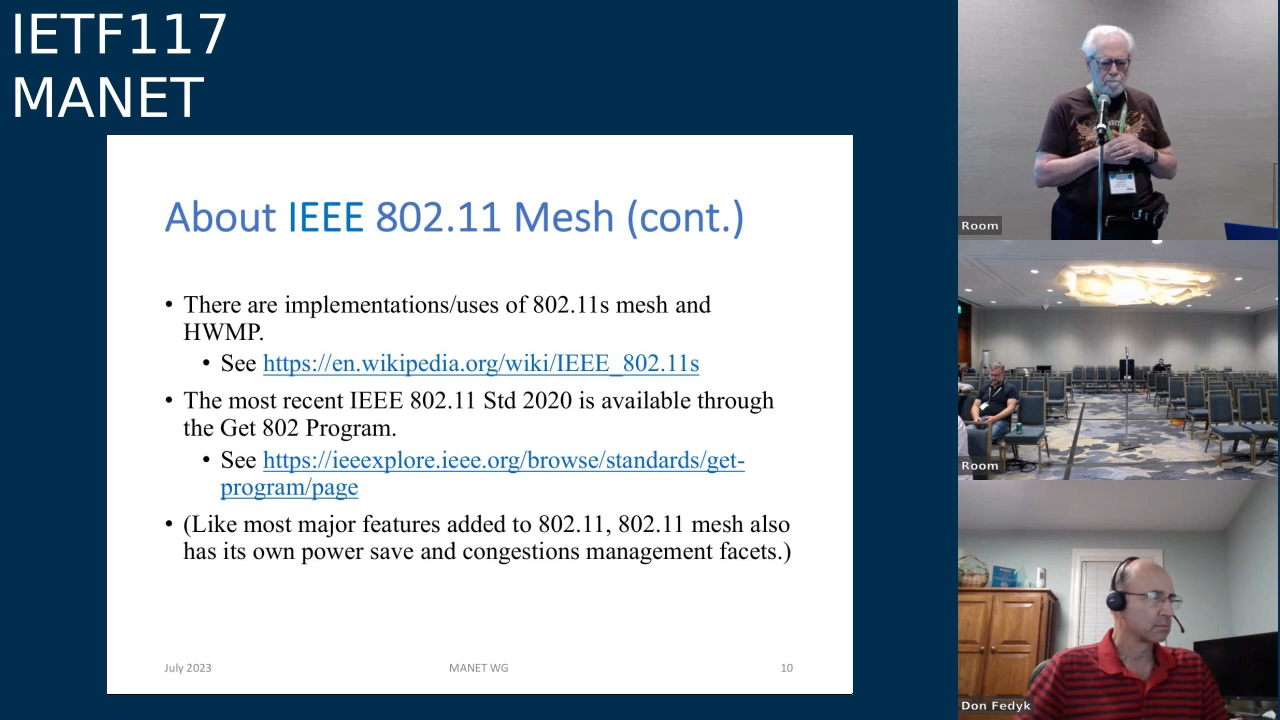 IETF117
MANET
About IEEE 802.11 Mesh (cont.)
• There are implementations/uses of 802.11s mesh and
HWMP.
• See https://en.wikipedia.org/wiki/IEEE_802.11s
• The most recent IEEE 802.11 Std 2020 is available through
the Get 802 Program.
• See https://ieeexplore.ieee.org/browse/standards/get-
program/page
• (Like most major features added to 802.11, 802.11 mesh also
has its own power save and congestions management facets.)
July 2023
MANET WG
10
Room
Room
Don Fedyk